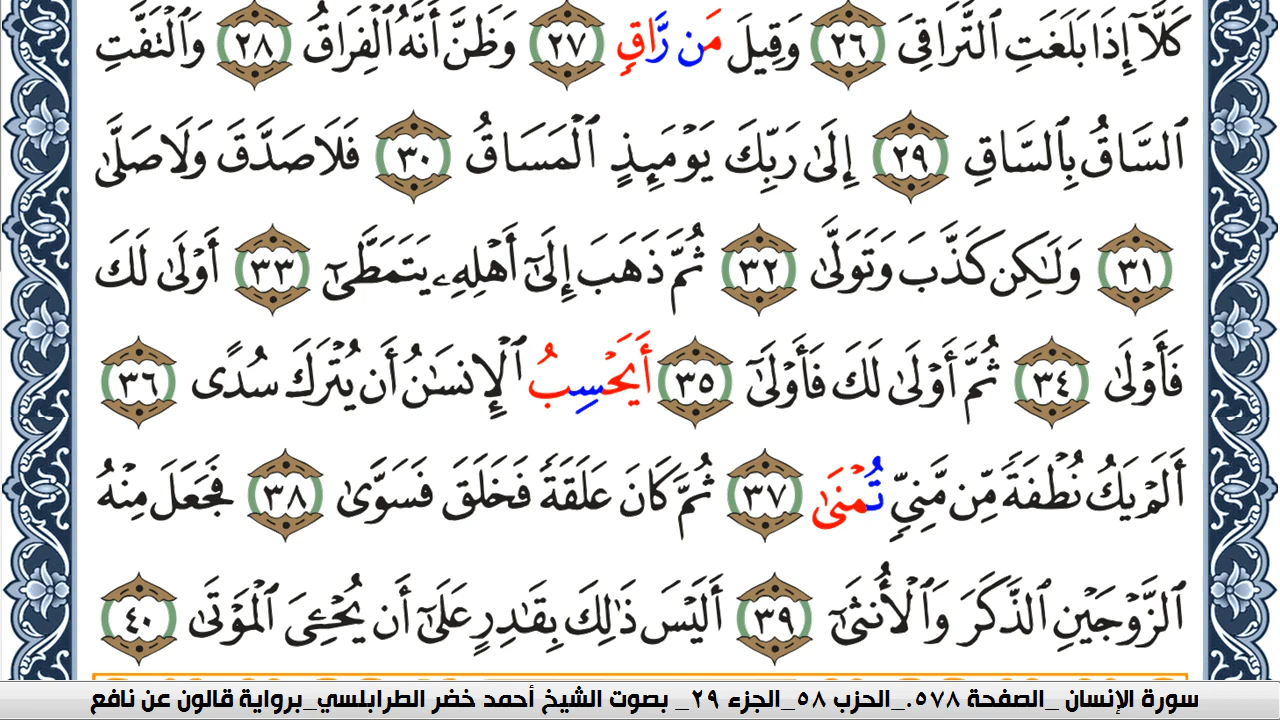 كَلَّآ إِذَا بَلَغَتِ ٱلتَّرَاقِيَ ٢٦ وَقِيلَ مَن رَّاقٖ ٢٧ وَظَنَّ أَنَّهُ ٱلۡفِرَاقُ ٢٨ وَٱلۡتَفَّتِ
ٱلسَّاقُ بِٱلسَّاقِ ٢٩ إِلَىٰ رَبِّكَ يَوۡمَئِذٍ ٱلۡمَسَاقُ ٣٠ فَلَا صَدَّقَ وَلَا صَلَّىٰ
٣١ وَلَٰكِن كَذَّبَ وَتَوَلَّىٰ ٣٢ ثُمَّ ذَهَبَ إِلَىٰٓ أَهۡلِهِۦ يَتَمَطَّىٰٓ ٣٣ أَوۡلَىٰ لَكَ
فَأَوۡلَىٰ ٣٤ ثُمَّ أَوۡلَىٰ لَكَ فَأَوۡلَىٰٓ ٣٥ أَيَحۡسِبُ ٱلۡإِنسَٰنُ أَن يُتۡرَكَ سُدًى ٣٦
أَلَمۡ يَكُ نُطۡفَةٗ مِّن مَّنِيّٖ تُمۡنَىٰ ٣٧ ثُمَّ كَانَ عَلَقَةٗ فَخَلَقَ فَسَوَّىٰ ٣٨ فَجَعَلَ مِنۡهُ
ٱلزَّوۡجَيۡنِ ٱلذَّكَرَ وَٱلۡأُنثَىٰٓ ٣٩ أَلَيۡسَ ذَٰلِكَ بِقَٰدِرٍ عَلَىٰٓ أَن يُحۡـِۧيَ ٱلۡمَوۡتَىٰ ٤٠
سورة الإنسان _الصفحة ٥٧٨._الحزب ٥٨_الجزء ٢٩_ بصوت الشيخ أحمد خضر الطرابلسي_برواية قالون عن نافع